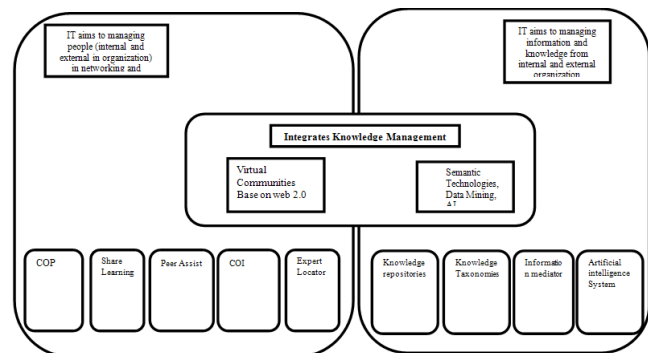 IT aims to managing
people (internal and
external in organization)
in networking and
IT aims to managing
information and
knowledge from
internal and external
organization
Integrates Knowledge Management
Virtual
Communities
Base on web 2.0
Semantic
Technologies,
Data Mining,
COP
Share
Learning
Peer Assist
COI
Expert
Locator
Knowledge
repositories
Knowledge
Taxonomies
Informatio
n mediator
Artificial
intelligence
System